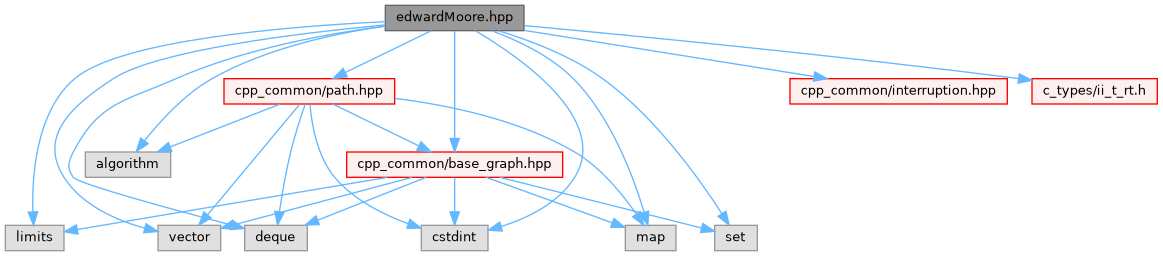 edwardMoore.hpp
cpp_common/path.hpp
cpp_common/interruption.hpp
c_types/ii_t_rt.h
algorithm
cpp_common/base_graph.hpp
limits
vector
deque
cstdint
map
set